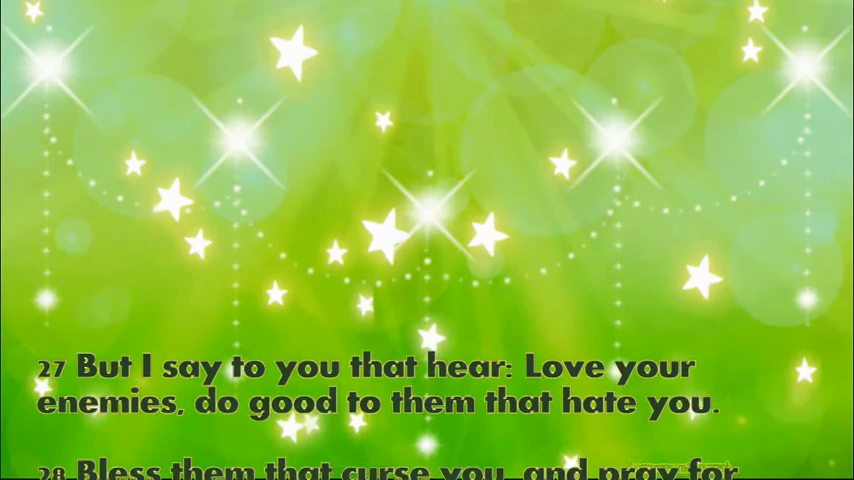 27 But I say to you that hear: Love your
enemies, do good to them that hate you.
28 Bless them that curse you, and pray for